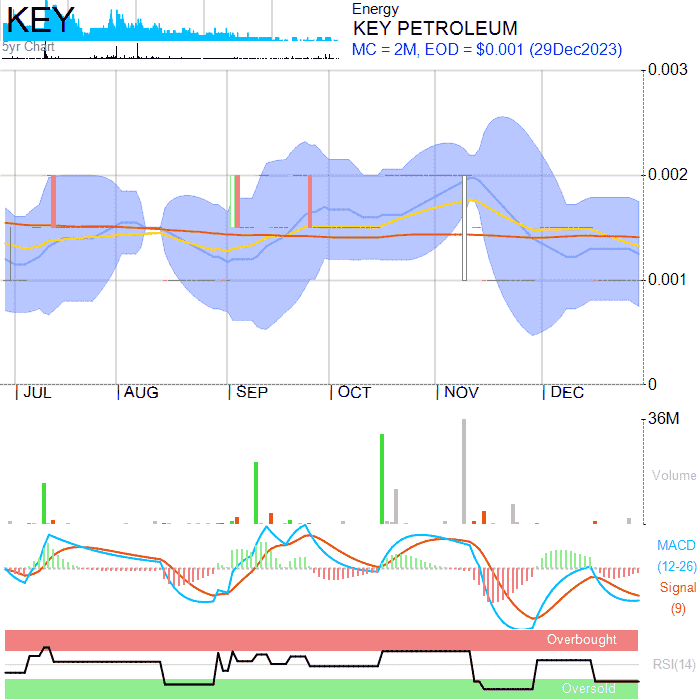 KEY
5yr Chart
Energy
KEY PETROLEUM
MC = 2M, EOD = $0.001 (29Dec2023)
0.003
0.002
0.001
0
JUL
AUG
SEP
OCT
NOV
DEC
36M
Volume
MACD
(12-26)
Signal
(9)
Overbought
RSI(14)
Oversold